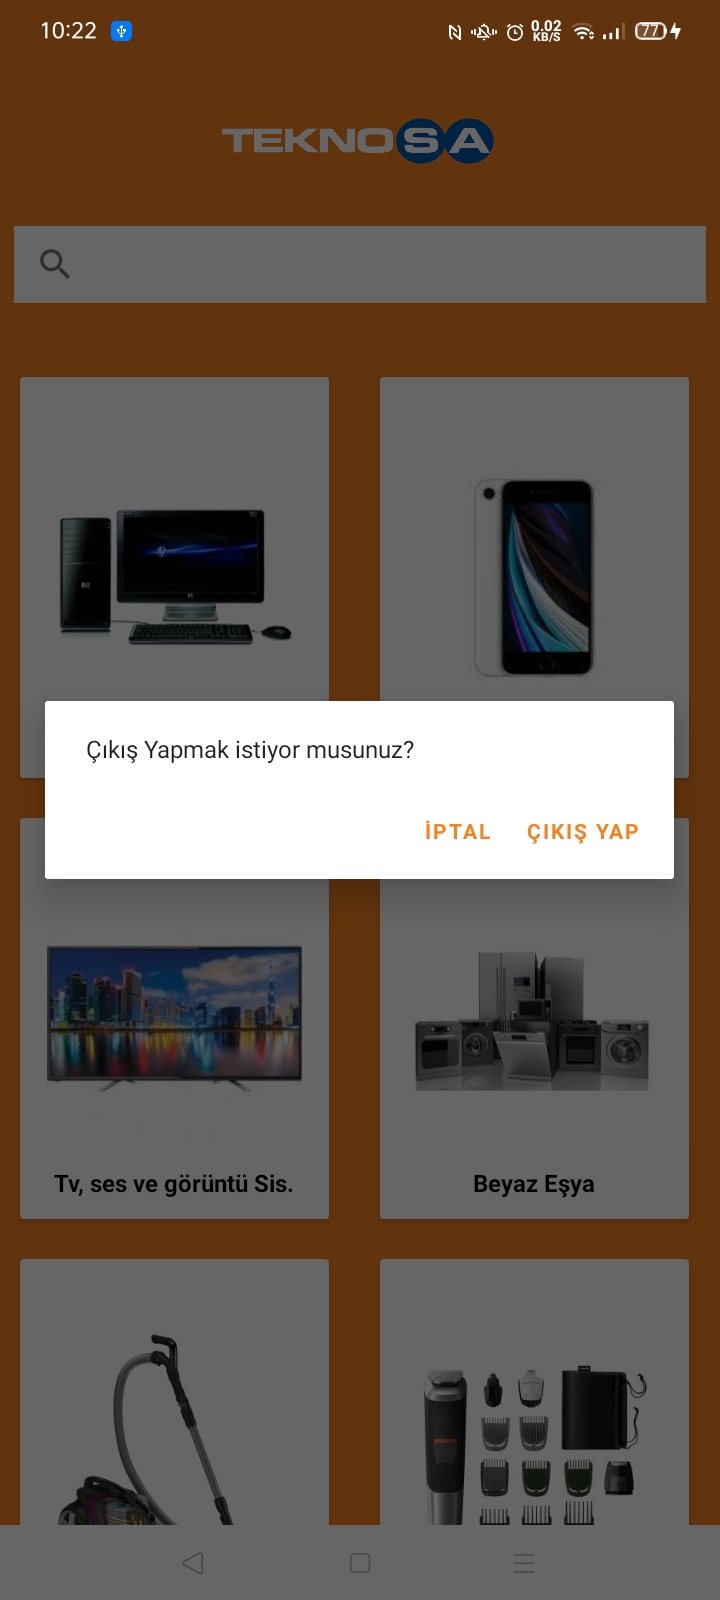 10:22
0.02
KB/S
77
TEKNOSA
Çıkış Yapmak istiyor musunuz?
İPTAL ÇIKIŞ YAP
Tv, ses ve görüntü Sis.
Beyaz Eşya